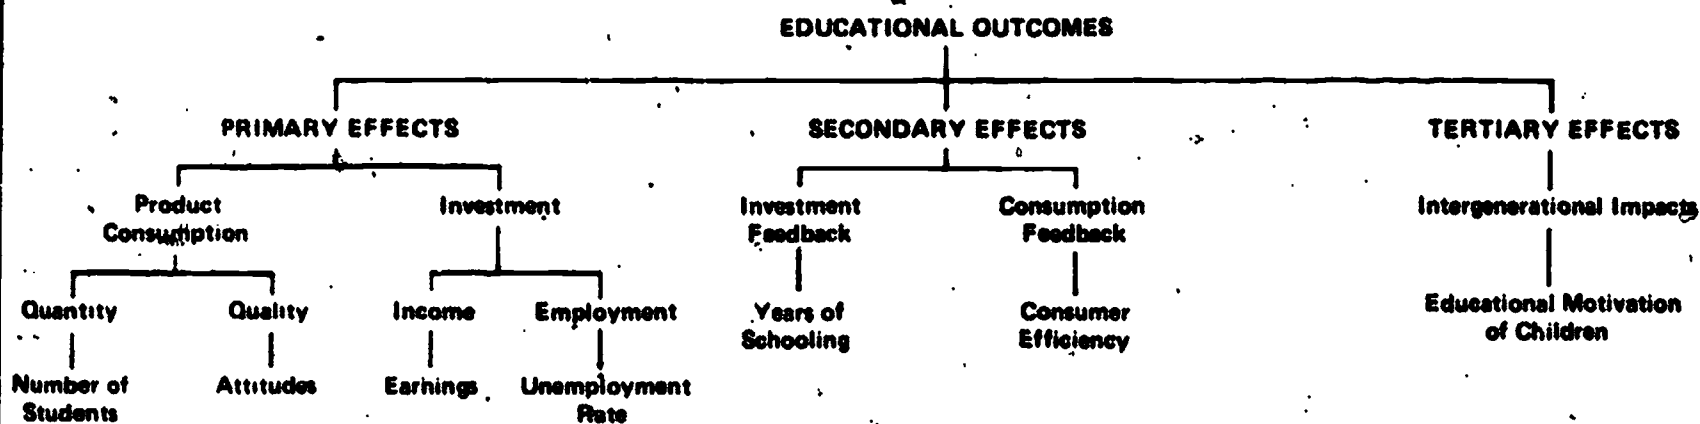 EDUCATIONAL OUTCOMES
PRIMARY EFFECTS
SECONDARY EFFECTS
TERTIARY EFFECTS
Product
Consumption
Investment
Investment
Feedback
Consumption
Feedback
Intergenerational Impacts
Quantity
Quality
Income
Employment
Years of
Schooling
Consumer
Efficiency
Educational Motivation
of Children
Number of
Students
Attitudes
Earnings
Unemployment
Rate